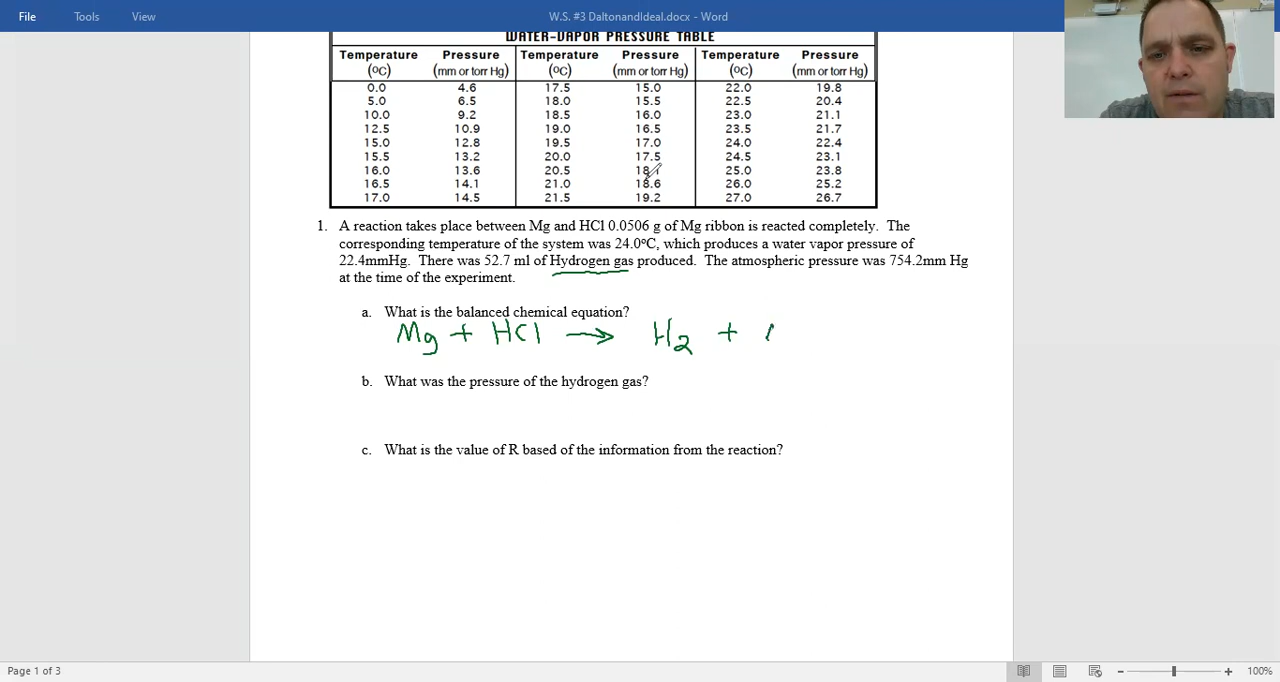 File Tools View W.S. #3 DaltonandIdeal.docx - Word
WATER-VAPOR PRESSURE TABLE
Temperature Pressure Temperature Pressure Temperature Pressure
(ºC) (mm or torr Hg) (ºC) (mm or torr Hg) (ºC) (mm or torr Hg)
0.0 4.6 17.5 15.0 22.0 19.8
5.0 6.5 18.0 15.5 22.5 20.4
10.0 9.2 18.5 16.0 23.0 21.1
12.5 10.9 19.0 16.5 23.5 21.7
15.0 12.8 19.5 17.0 24.0 22.4
15.5 13.2 20.0 17.5 24.5 23.1
16.0 13.6 20.5 18.1 25.0 23.8
16.5 14.1 21.0 18.6 26.0 25.2
17.0 14.5 21.5 19.2 27.0 26.7
1. A reaction takes place between Mg and HCl 0.0506 g of Mg ribbon is reacted completely. The
corresponding temperature of the system was 24.0ºC, which produces a water vapor pressure of
22.4mmHg. There was 52.7 ml of Hydrogen gas produced. The atmospheric pressure was 754.2mm Hg
at the time of the experiment.
a. What is the balanced chemical equation?
Mg + HCl → H₂ +
b. What was the pressure of the hydrogen gas?
c. What is the value of R based of the information from the reaction?
Page 1 of 3 100%